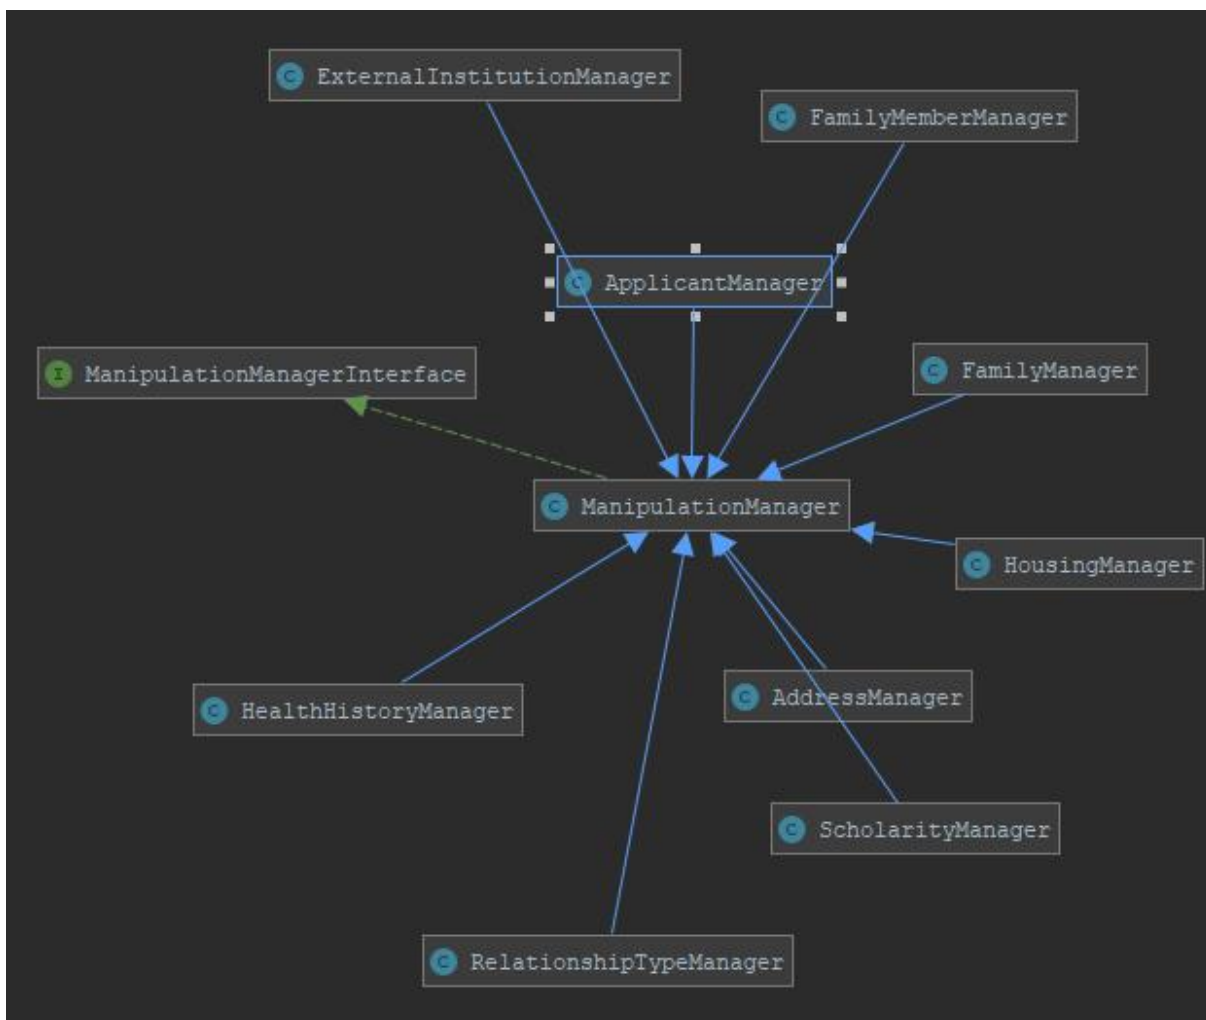 C ExternalInstitutionManager
C FamilyMemberManager
C ApplicantManager
I ManipulationManagerInterface
C FamilyManager
C ManipulationManager
C HousingManager
C HealthHistoryManager
C AddressManager
C ScholarityManager
C RelationshipTypeManager